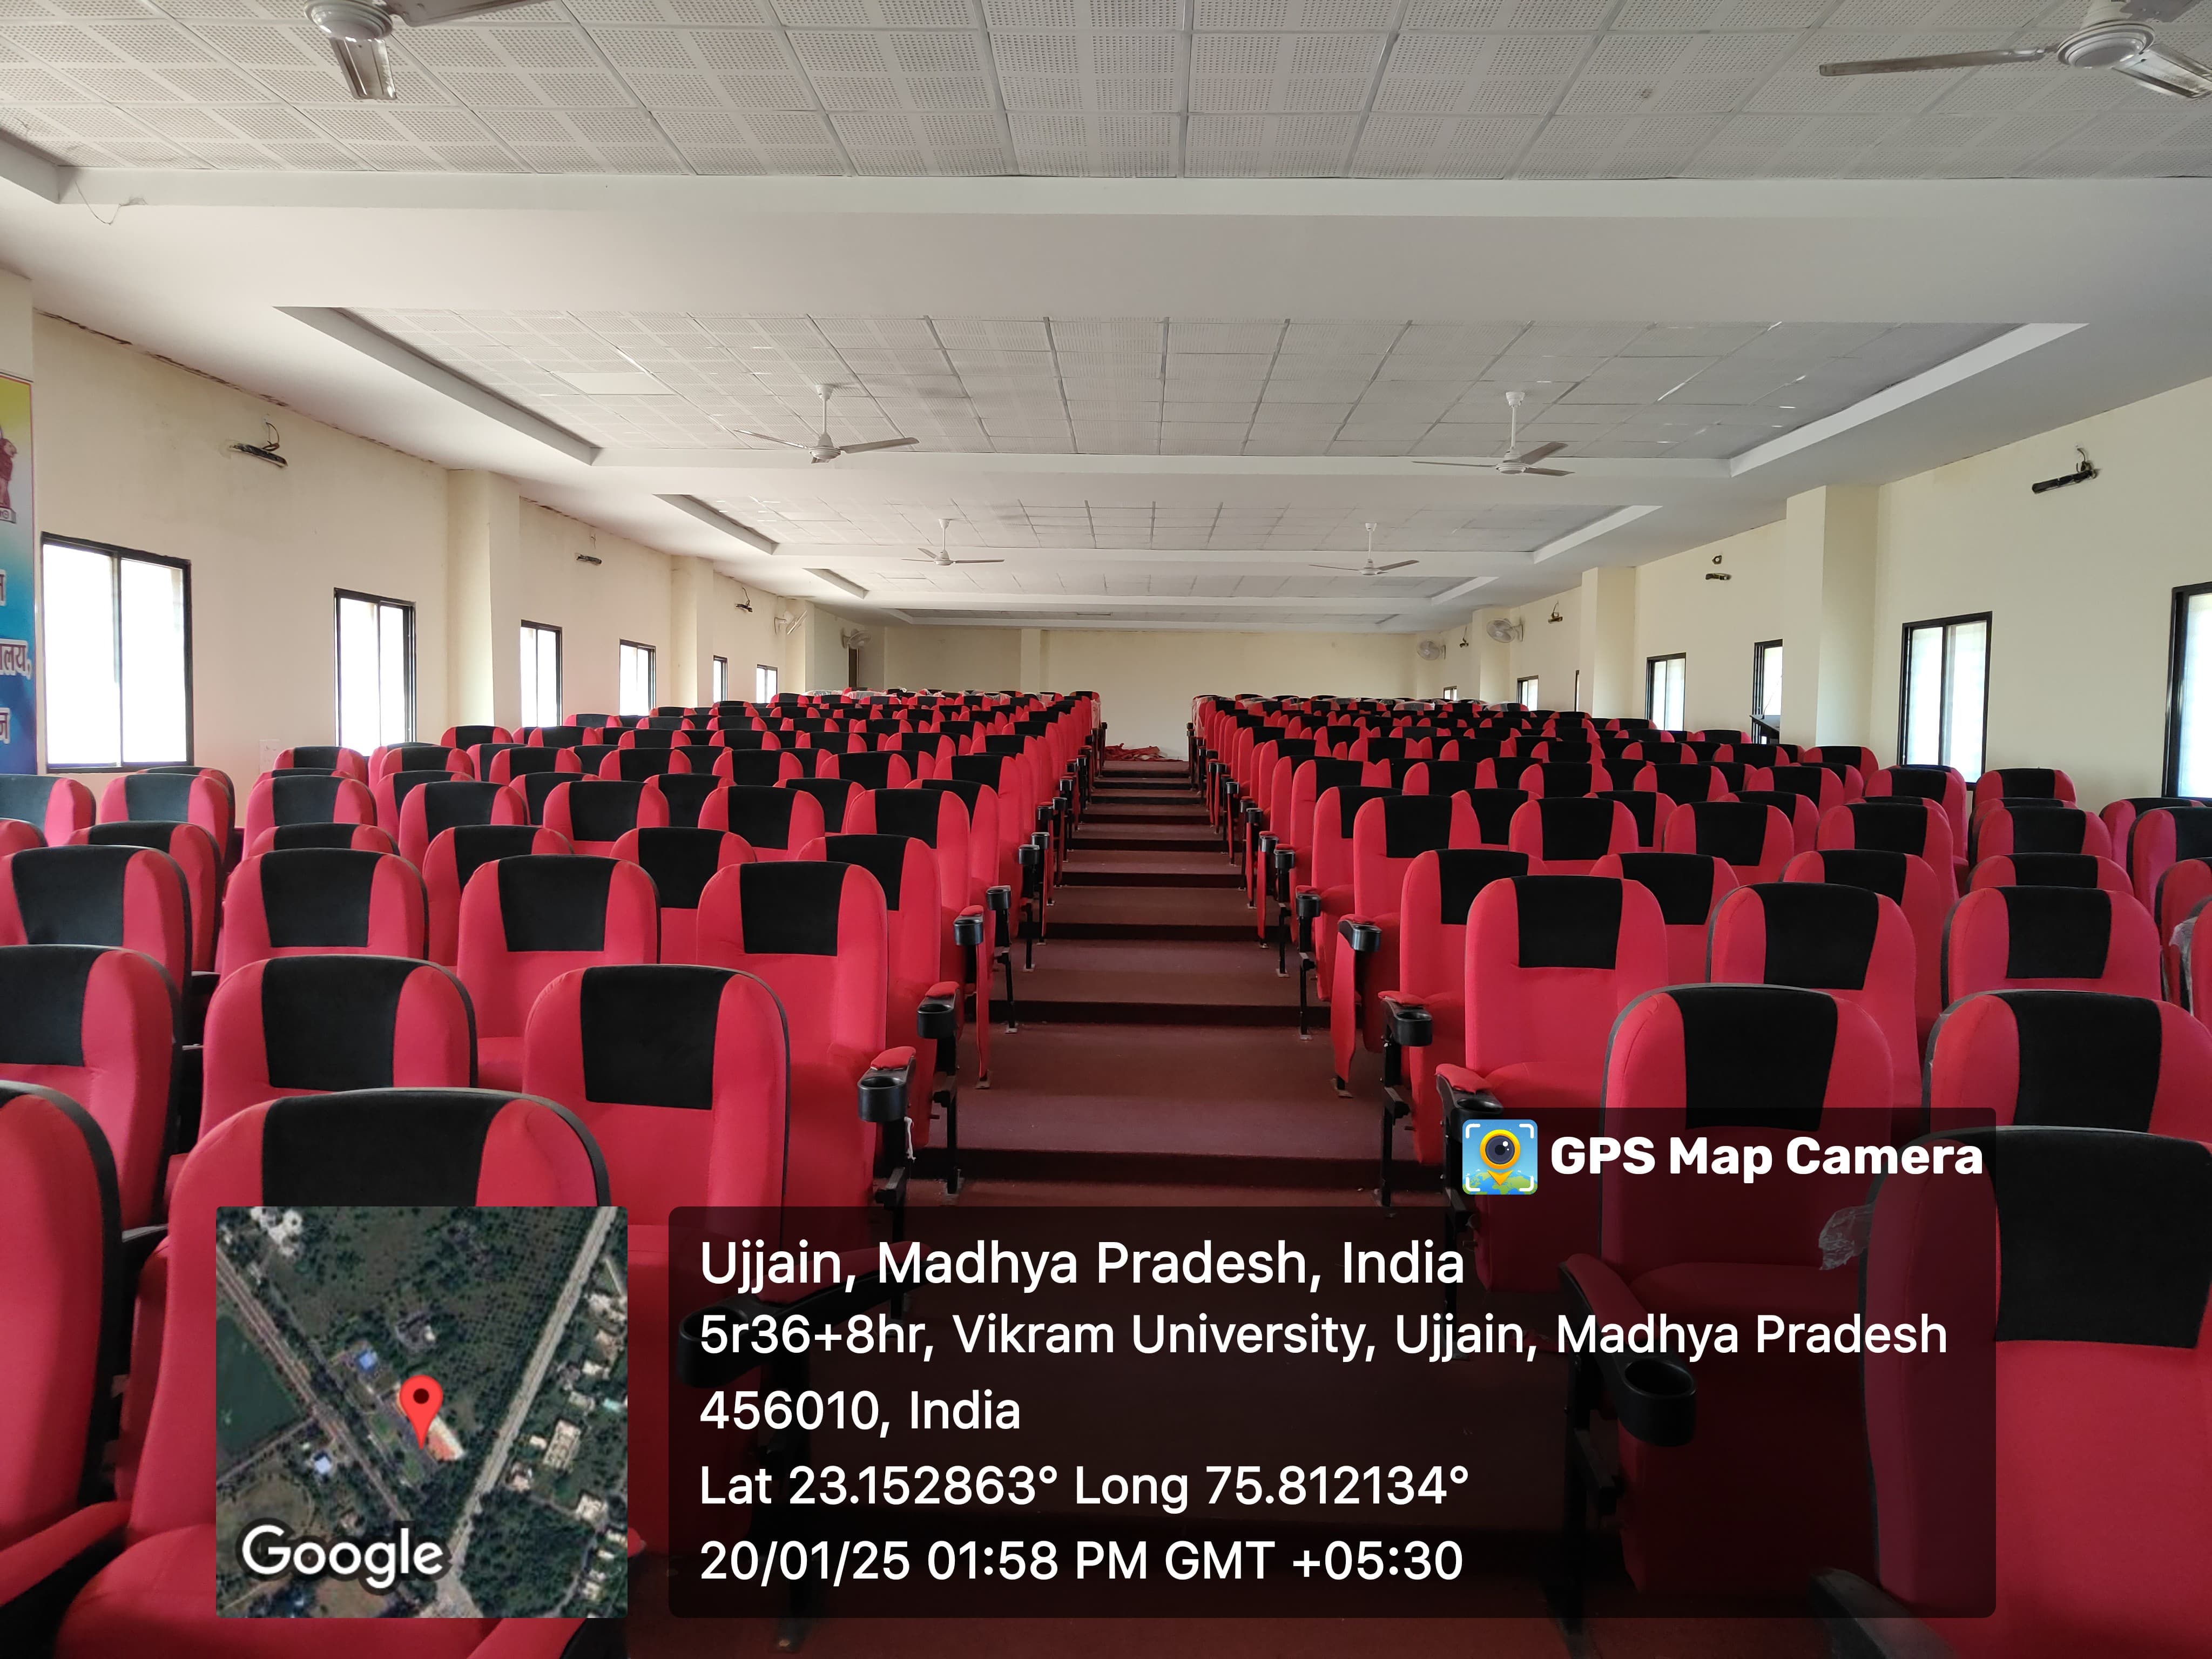 लय,
GPS Map Camera
Ujjain, Madhya Pradesh, India
5r36+8hr, Vikram University, Ujjain, Madhya Pradesh
456010, India
Lat 23.152863° Long 75.812134°
20/01/25 01:58 PM GMT +05:30
Google